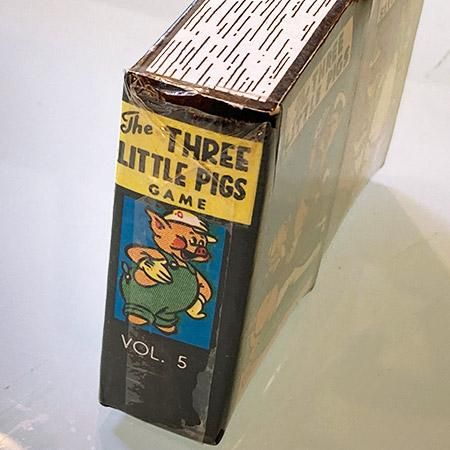 The THREE
LITTLE PIGS
GAME
VOL. 5